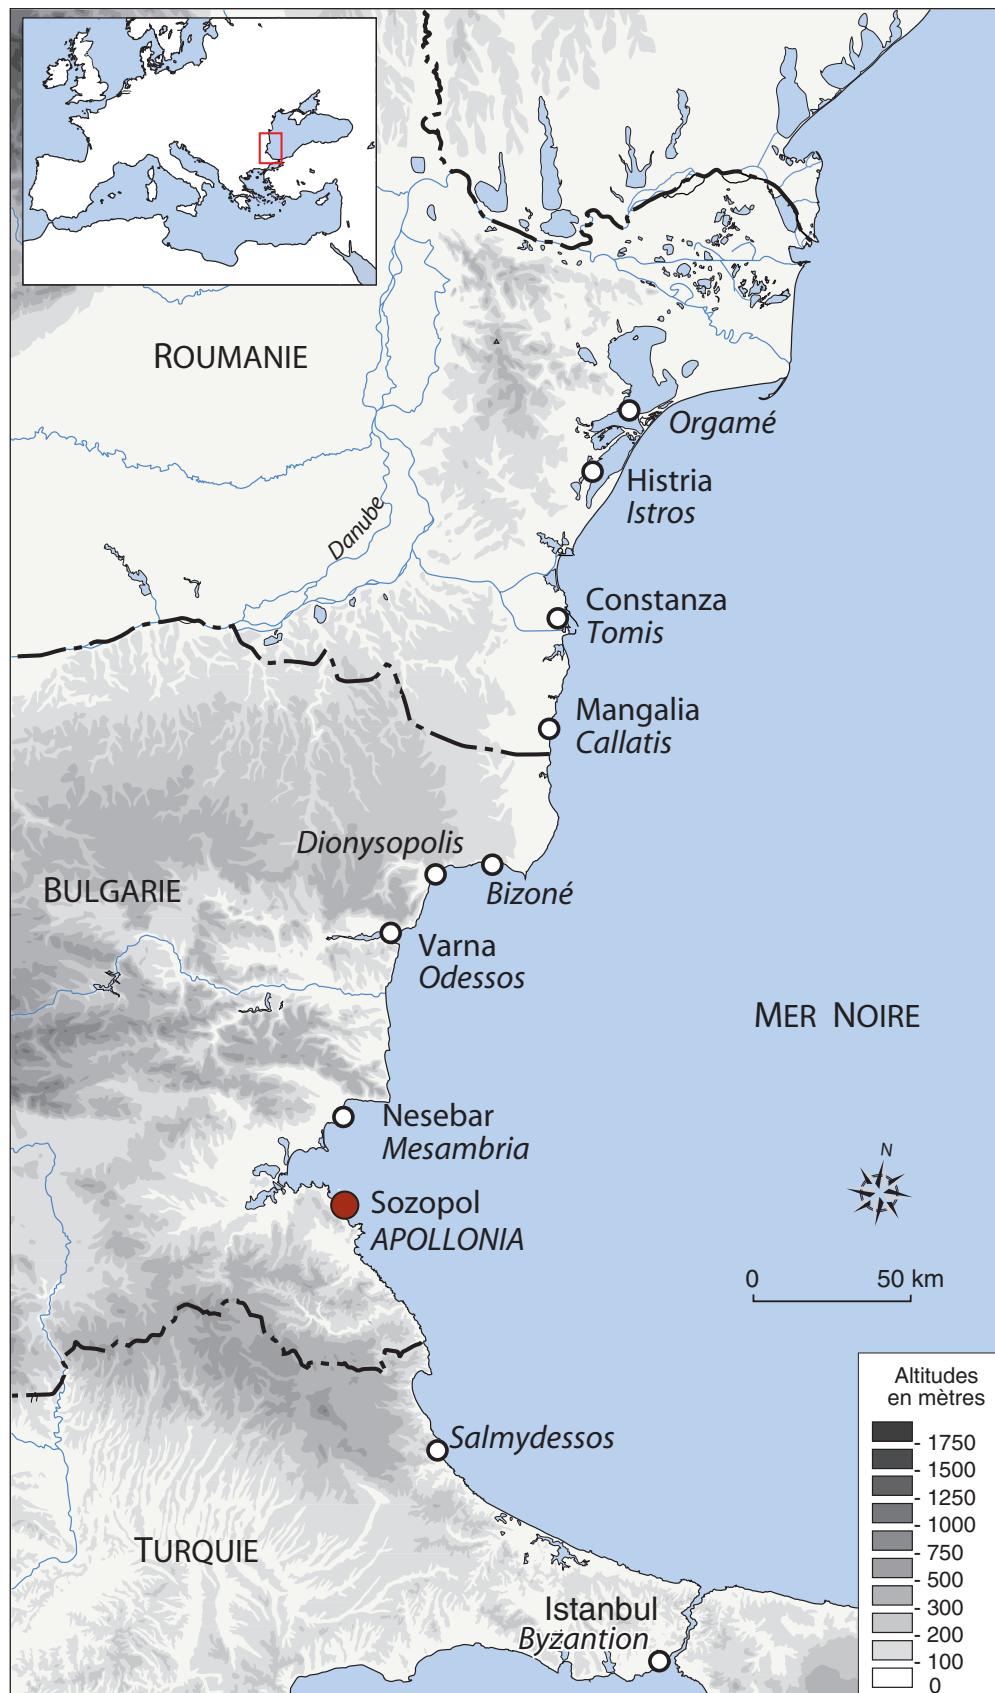 ROUMANIE
Orgamé
Histria
Istros
Danube
Constanza
Tomis
Mangalia
Callatis
Dionysopolis
Bizoné
BULGARIE
Varna
Odessos
MER NOIRE
Nesebar
Mesambria
N
Sozopol
APOLLONIA
0 50 km
Altitudes
en mètres
- 1750
- 1500
- 1250
- 1000
- 750
- 500
- 300
- 200
- 100
0
Salmydessos
TURQUIE
Istanbul
Byzantion